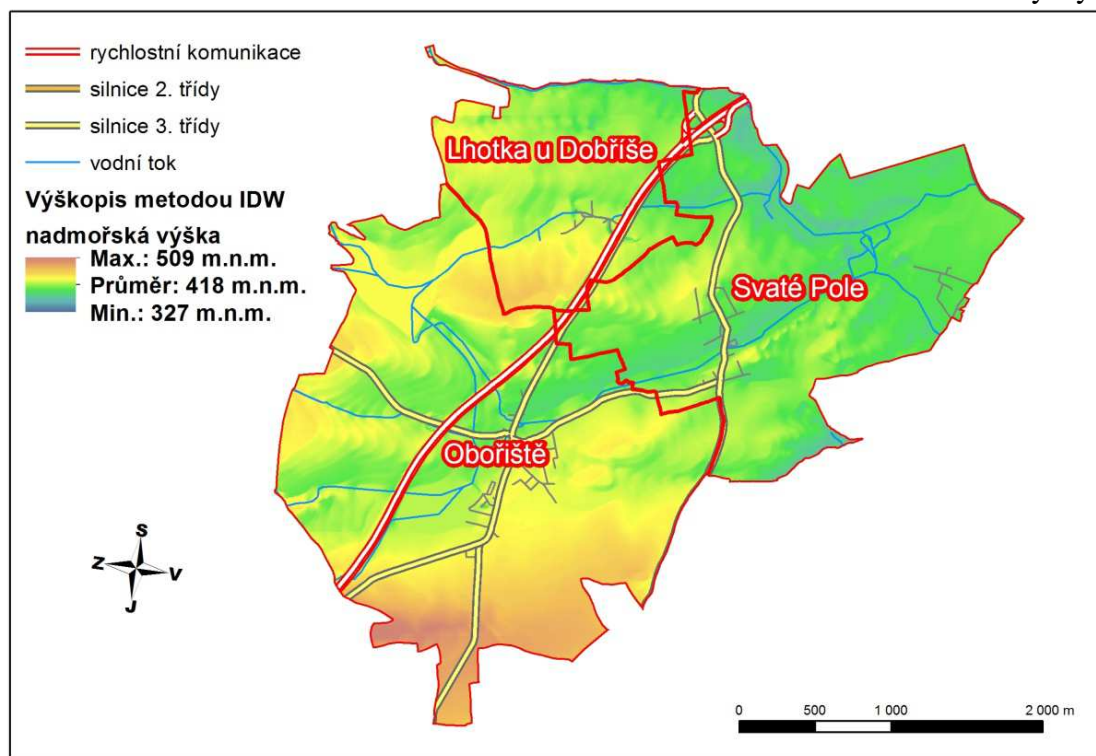 rychlostní komunikace
silnice 2. třídy
silnice 3. třídy
vodní tok
Výškopis metodou IDW
nadmořská výška
Max.: 509 m.n.m.
Průměr: 418 m.n.m.
Min.: 327 m.n.m.
Lhotka u Dobříše
Svaté Pole
Obořiště
S
Z V
J
0 500 1 000 2 000 m